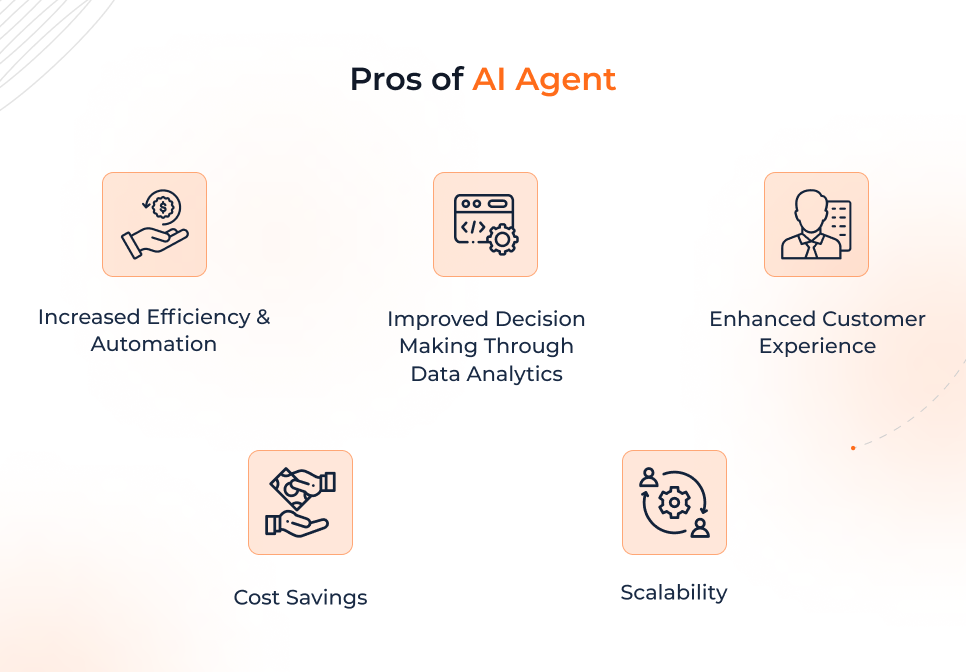 Pros of AI Agent
Increased Efficiency &
Automation
Improved Decision
Making Through
Data Analytics
Enhanced Customer
Experience
Cost Savings
Scalability